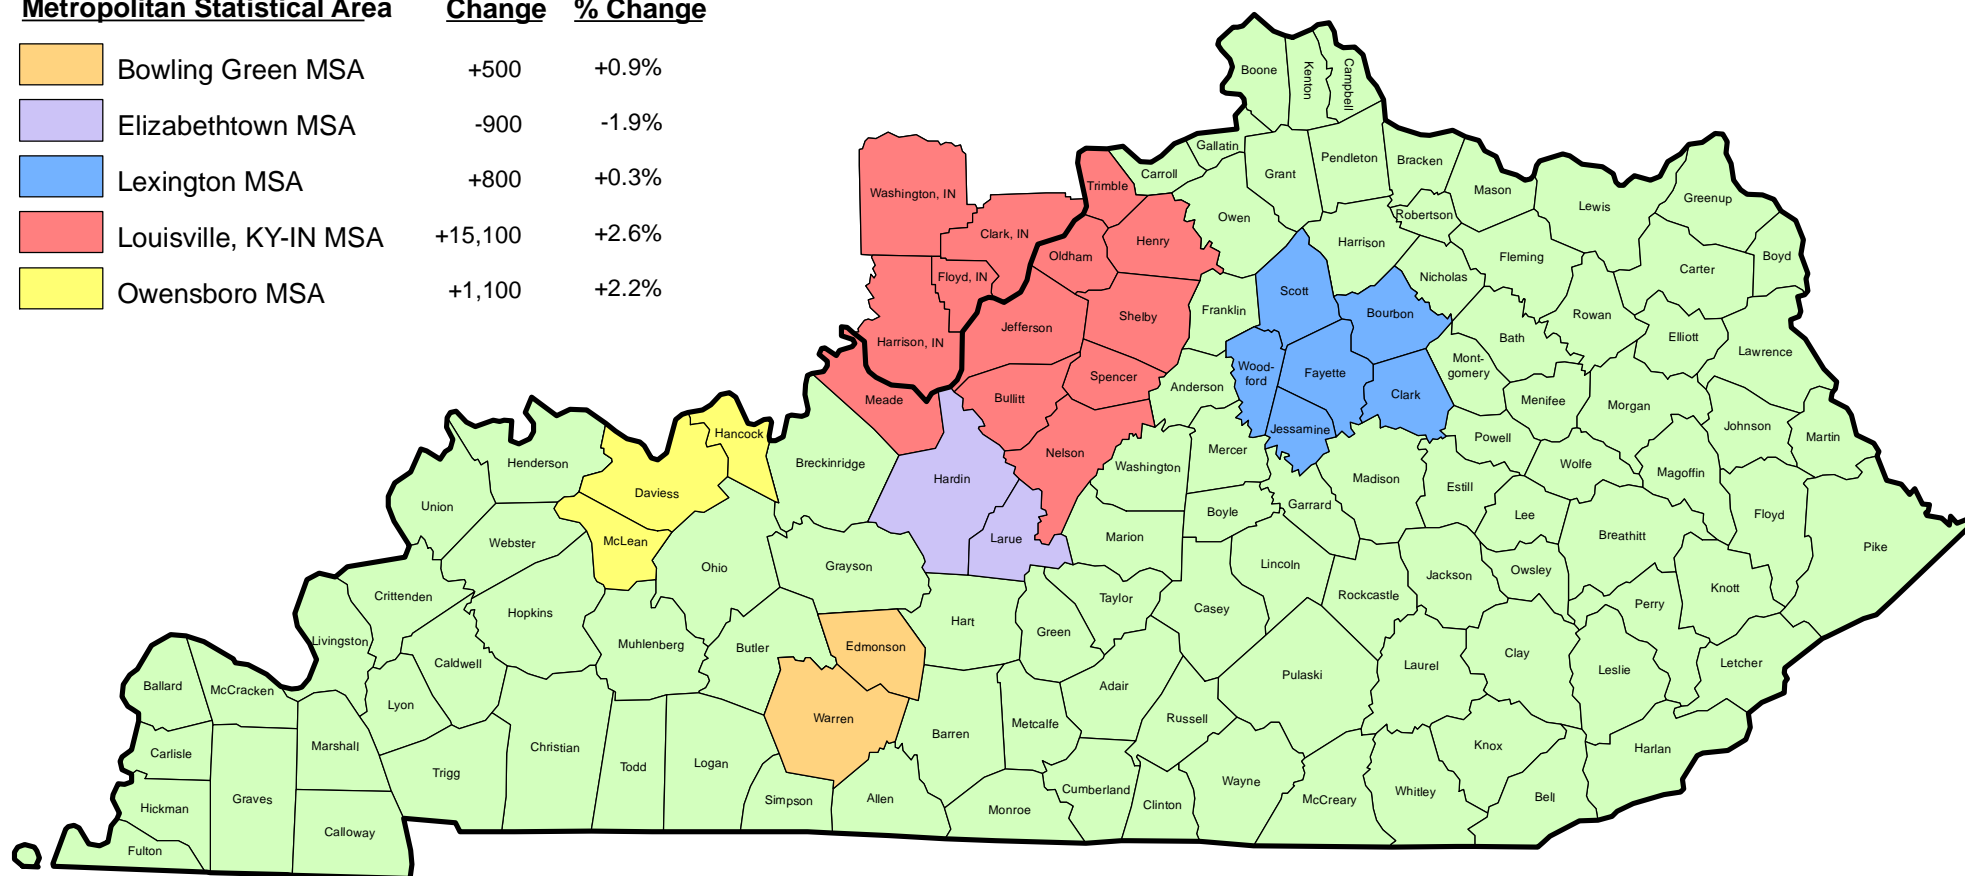 Metropolitan Statistical Area Change % Change
Bowling Green MSA +500 +0.9%
Elizabethtown MSA -900 -1.9%
Lexington MSA +800 +0.3%
Louisville, KY-IN MSA +15,100 +2.6%
Owensboro MSA +1,100 +2.2%
Boone
Kenton
Campbell
Gallatin
Carroll
Trimble
Grant
Pendleton
Bracken
Mason
Lewis
Greenup
Washington, IN
Clark, IN
Floyd, IN
Harrison, IN
Oldham
Henry
Owen
Robertson
Harrison
Nicholas
Fleming
Carter
Boyd
Jefferson
Shelby
Franklin
Scott
Bourbon
Bath
Rowan
Elliott
Lawrence
Meade
Bullitt
Spencer
Anderson
Wood-
ford
Fayette
Clark
Mont-
gomery
Menifee
Morgan
Johnson
Martin
Hancock
Henderson
Daviess
Breckinridge
Hardin
Nelson
Washington
Mercer
Jessamine
Madison
Powell
Estill
Wolfe
Magoffin
Floyd
Pike
Union
Webster
McLean
Ohio
Grayson
Larue
Marion
Boyle
Garrard
Lincoln
Lee
Breathitt
Owsley
Jackson
Rockcastle
Perry
Knott
Crittenden
Hopkins
Livingston
Caldwell
Muhlenberg
Butler
Edmonson
Hart
Green
Taylor
Casey
Pulaski
Laurel
Clay
Leslie
Letcher
Ballard
McCracken
Lyon
Warren
Adair
Russell
Metcalfe
Barren
Carlisle
Marshall
Trigg
Christian
Todd
Logan
Knox
Harlan
Wayne
McCreary
Whitley
Bell
Hickman
Graves
Calloway
Simpson
Allen
Monroe
Cumberland
Clinton
Fulton